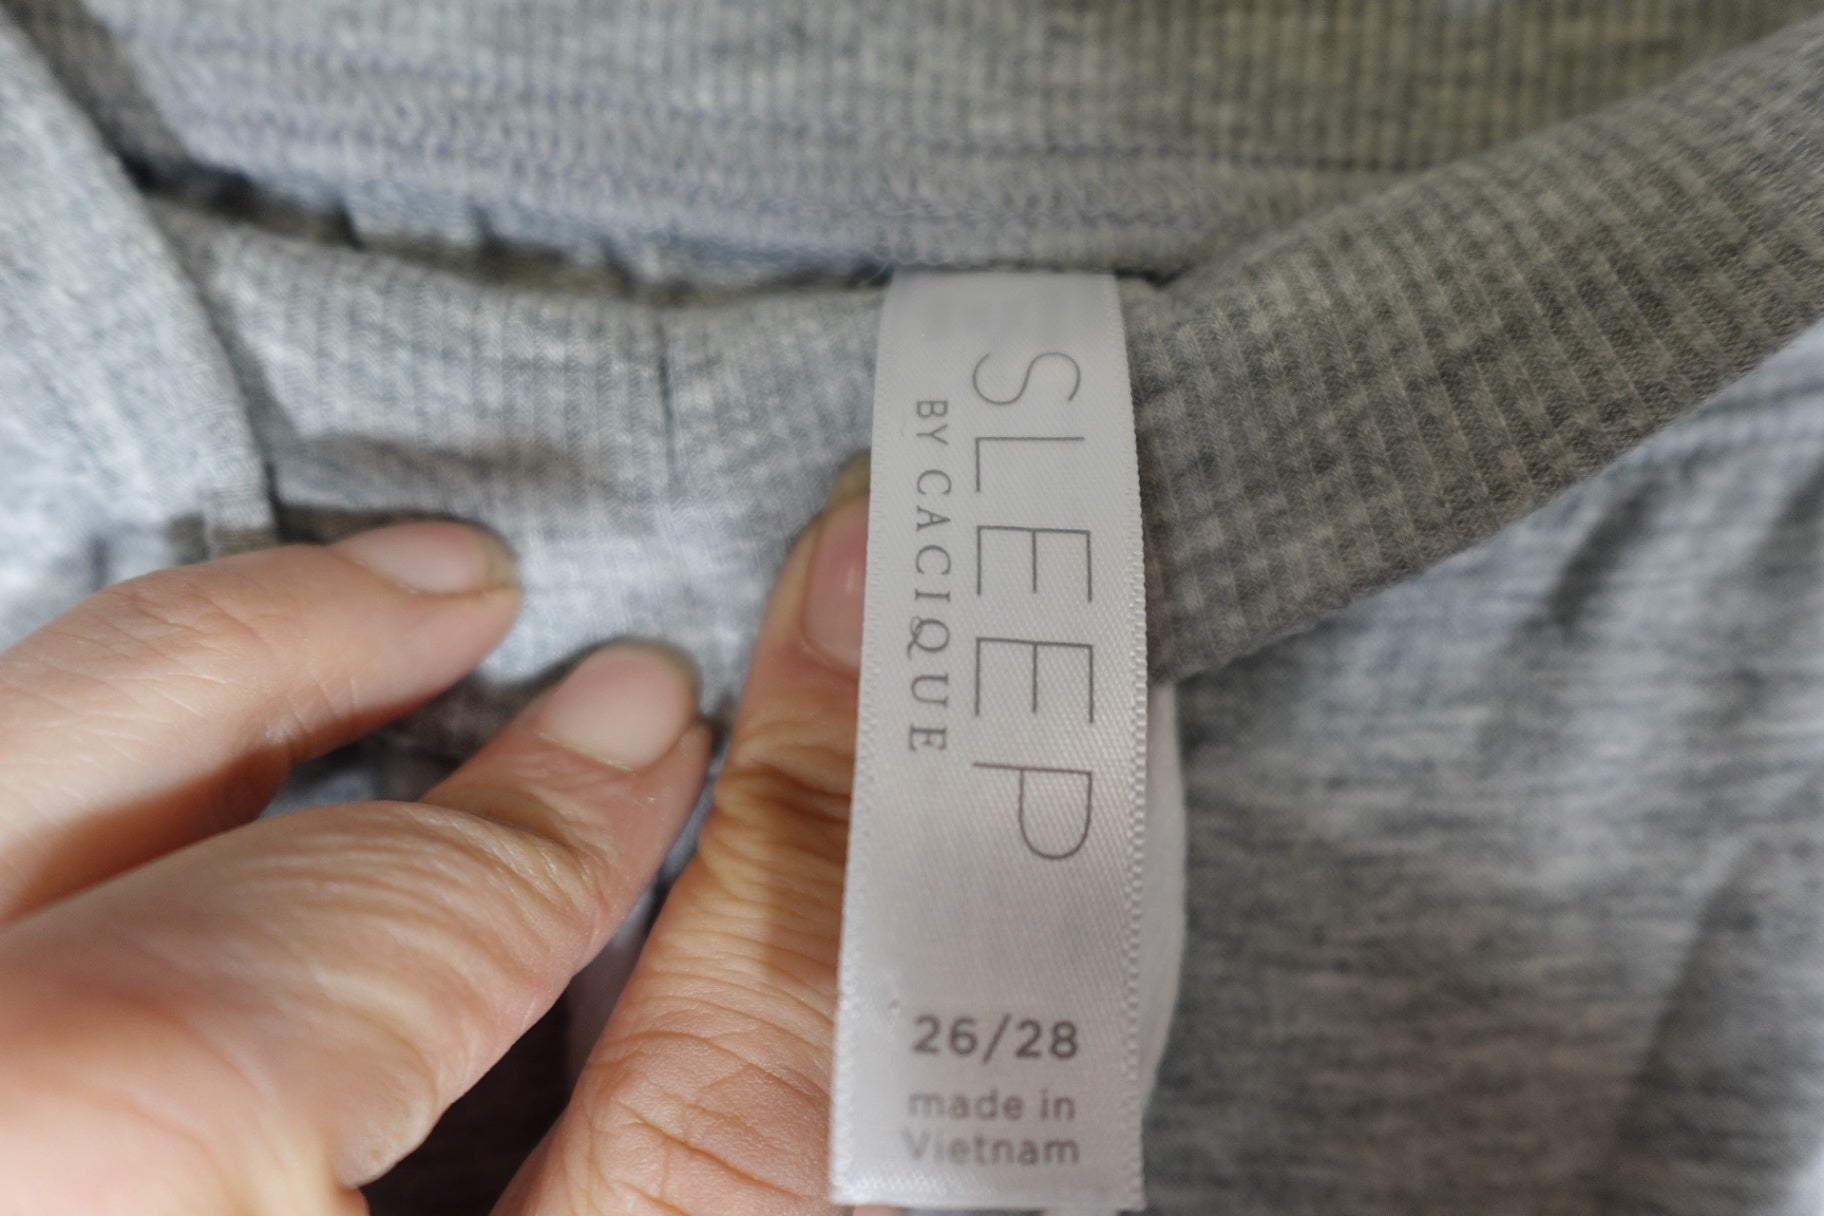 SLEEP
BY CACIQUE
26/28
made in
Vietnam